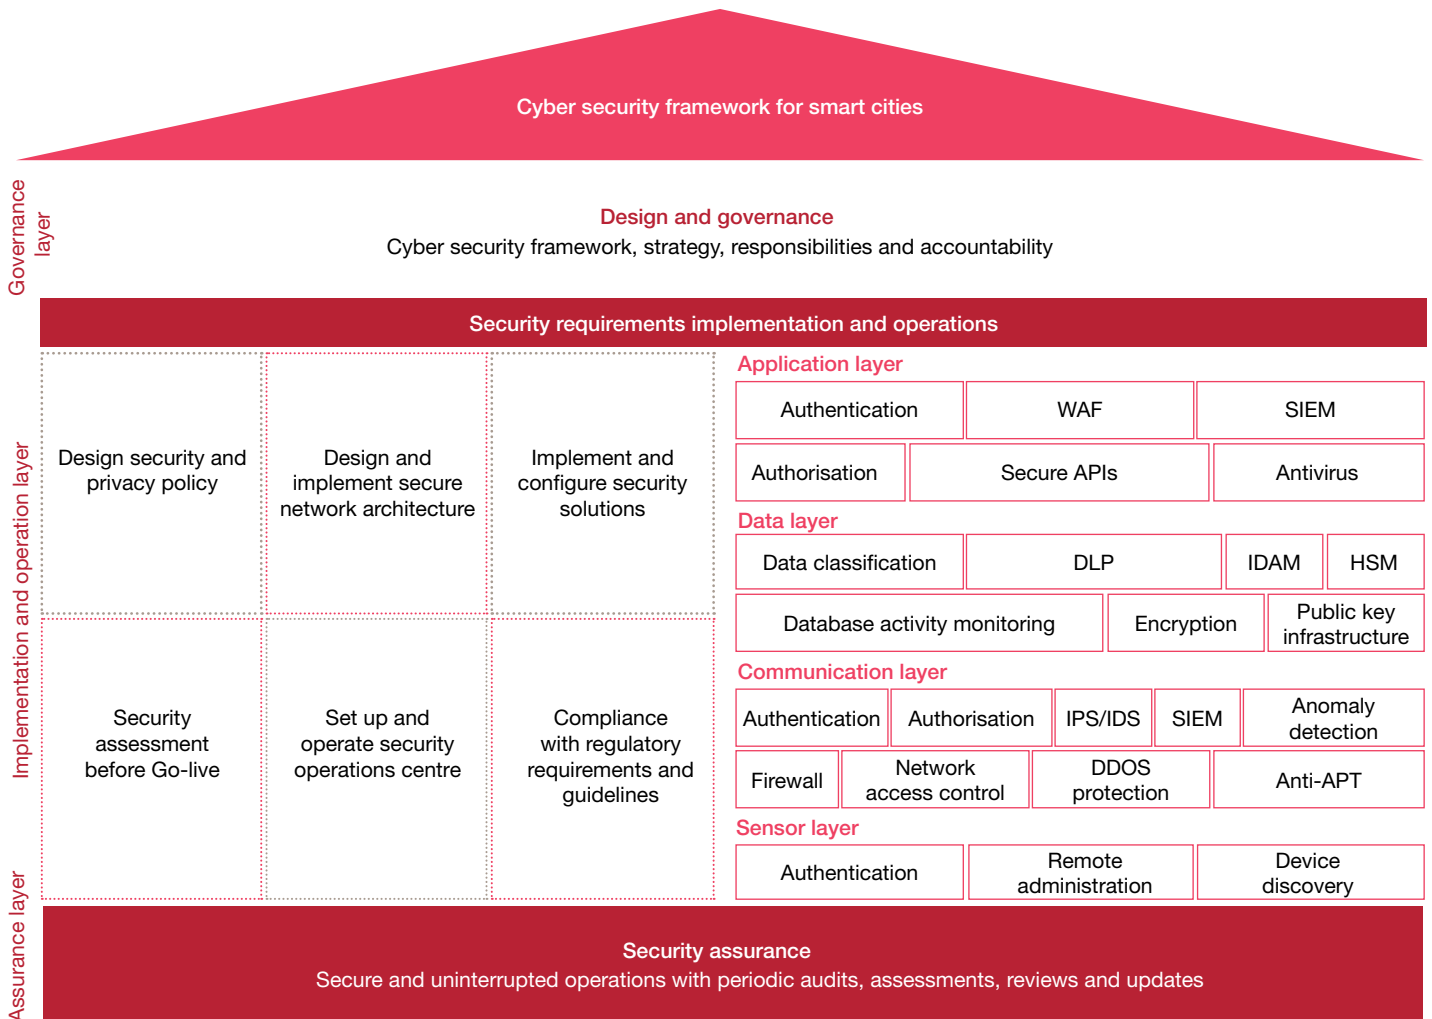 Cyber security framework for smart cities
Governance
layer
Design and governance
Cyber security framework, strategy, responsibilities and accountability
Security requirements implementation and operations
Implementation and operation layer
Design security and
privacy policy
Design and
implement secure
network architecture
Implement and
configure security
solutions
Security
assessment
before Go-live
Set up and
operate security
operations centre
Compliance
with regulatory
requirements and
guidelines
Application layer
Authentication
WAF
SIEM
Authorisation
Secure APIs
Antivirus
Data layer
Data classification
DLP
IDAM
HSM
Database activity monitoring
Encryption
Public key
infrastructure
Communication layer
Authentication
Authorisation
IPS/IDS
SIEM
Anomaly
detection
Firewall
Network
access control
DDOS
protection
Anti-APT
Sensor layer
Authentication
Remote
administration
Device
discovery
Assurance layer
Security assurance
Secure and uninterrupted operations with periodic audits, assessments, reviews and updates